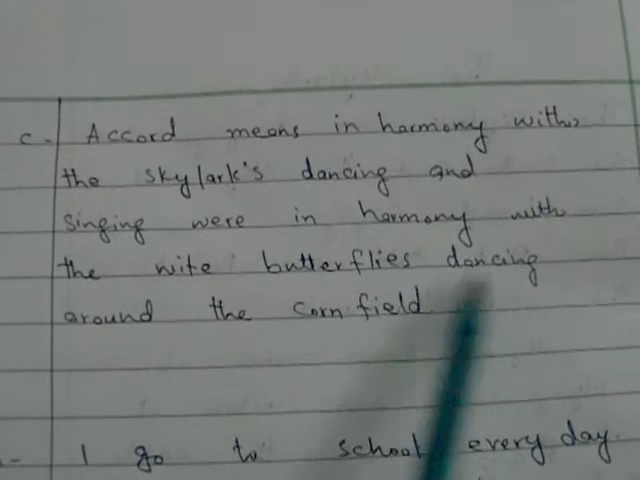 c. Accord means in harmony with,
the skylark's dancing and
singing were in harmony with
the wite butterflies dancing
around the corn field.
I go to school every day.